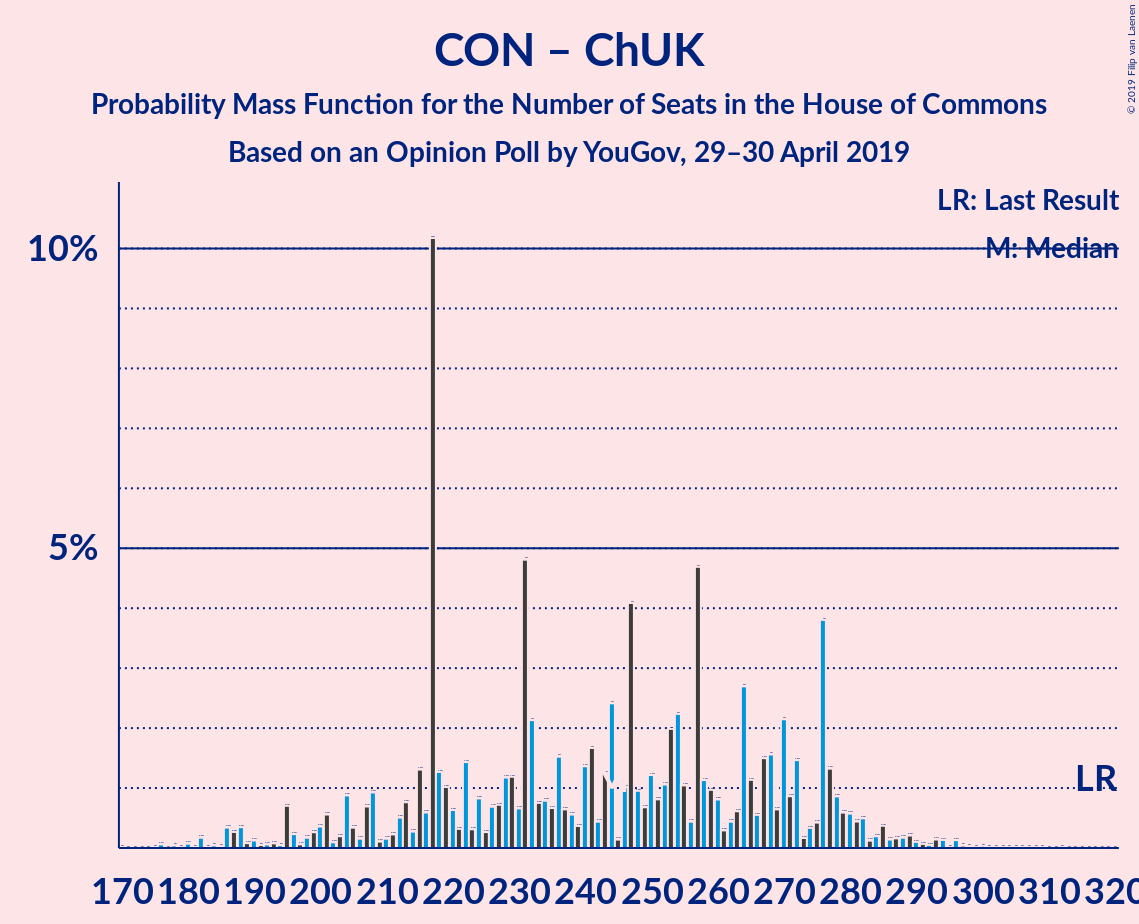 CON – ChUK
Probability Mass Function for the Number of Seats in the House of Commons
Based on an Opinion Poll by YouGov, 29–30 April 2019
© 2019 Filip van Laenen
LR: Last Result
M: Median
10%
5%
LR
170 180 190 200 210 220 230 240 250 260 270 280 290 300 310 320